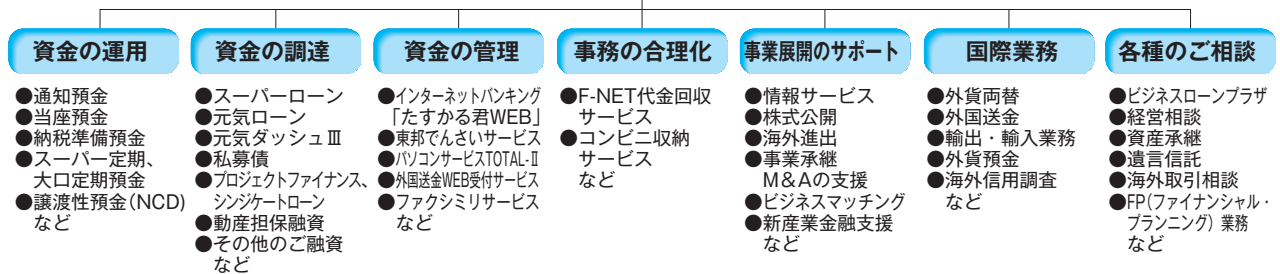 資金の運用
●通知預金
●当座預金
●納税準備預金
●スーパー定期、
大口定期預金
●譲渡性預金(NCD)
など
資金の調達
●スーパーローン
●元気ローン
●元気ダッシュⅢ
●私募債
●プロジェクトファイナンス、
シンジケートローン
●動産担保融資
●その他のご融資
など
資金の管理
●インターネットバンキング
「たすかる君WEB」
●東邦でんさいサービス
●パソコンサービスTOTAL-Ⅱ
●外国送金WEB受付サービス
●ファクシミリサービス
など
事務の合理化
●F-NET代金回収
サービス
●コンビニ収納
サービス
など
事業展開のサポート
●情報サービス
●株式公開
●海外進出
●事業承継
M&Aの支援
●ビジネスマッチング
●新産業金融支援
など
国際業務
●外貨両替
●外国送金
●輸出・輸入業務
●外貨預金
●海外信用調査
など
各種のご相談
●ビジネスローンプラザ
●経営相談
●資産承継
●遺言信託
●海外取引相談
●FP(ファイナンシャル・
プランニング) 業務
など